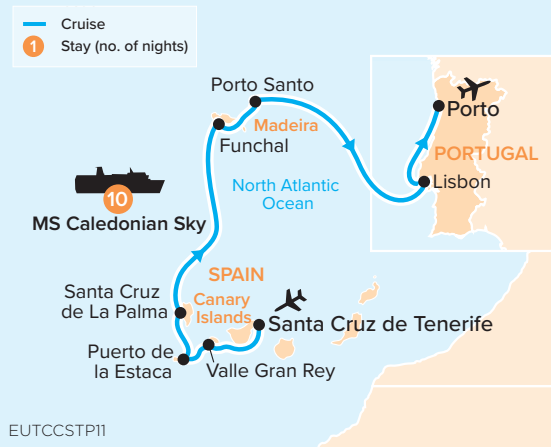 Cruise
1 Stay (no. of nights)
Porto Santo
Madeira
Funchal
Porto
PORTUGAL
Lisbon
North Atlantic
Ocean
10
MS Caledonian Sky
SPAIN
Canary
Islands
Santa Cruz
de La Palma
Santa Cruz de Tenerife
Puerto de
la Estaca
Valle Gran Rey
EUTCCSTP11